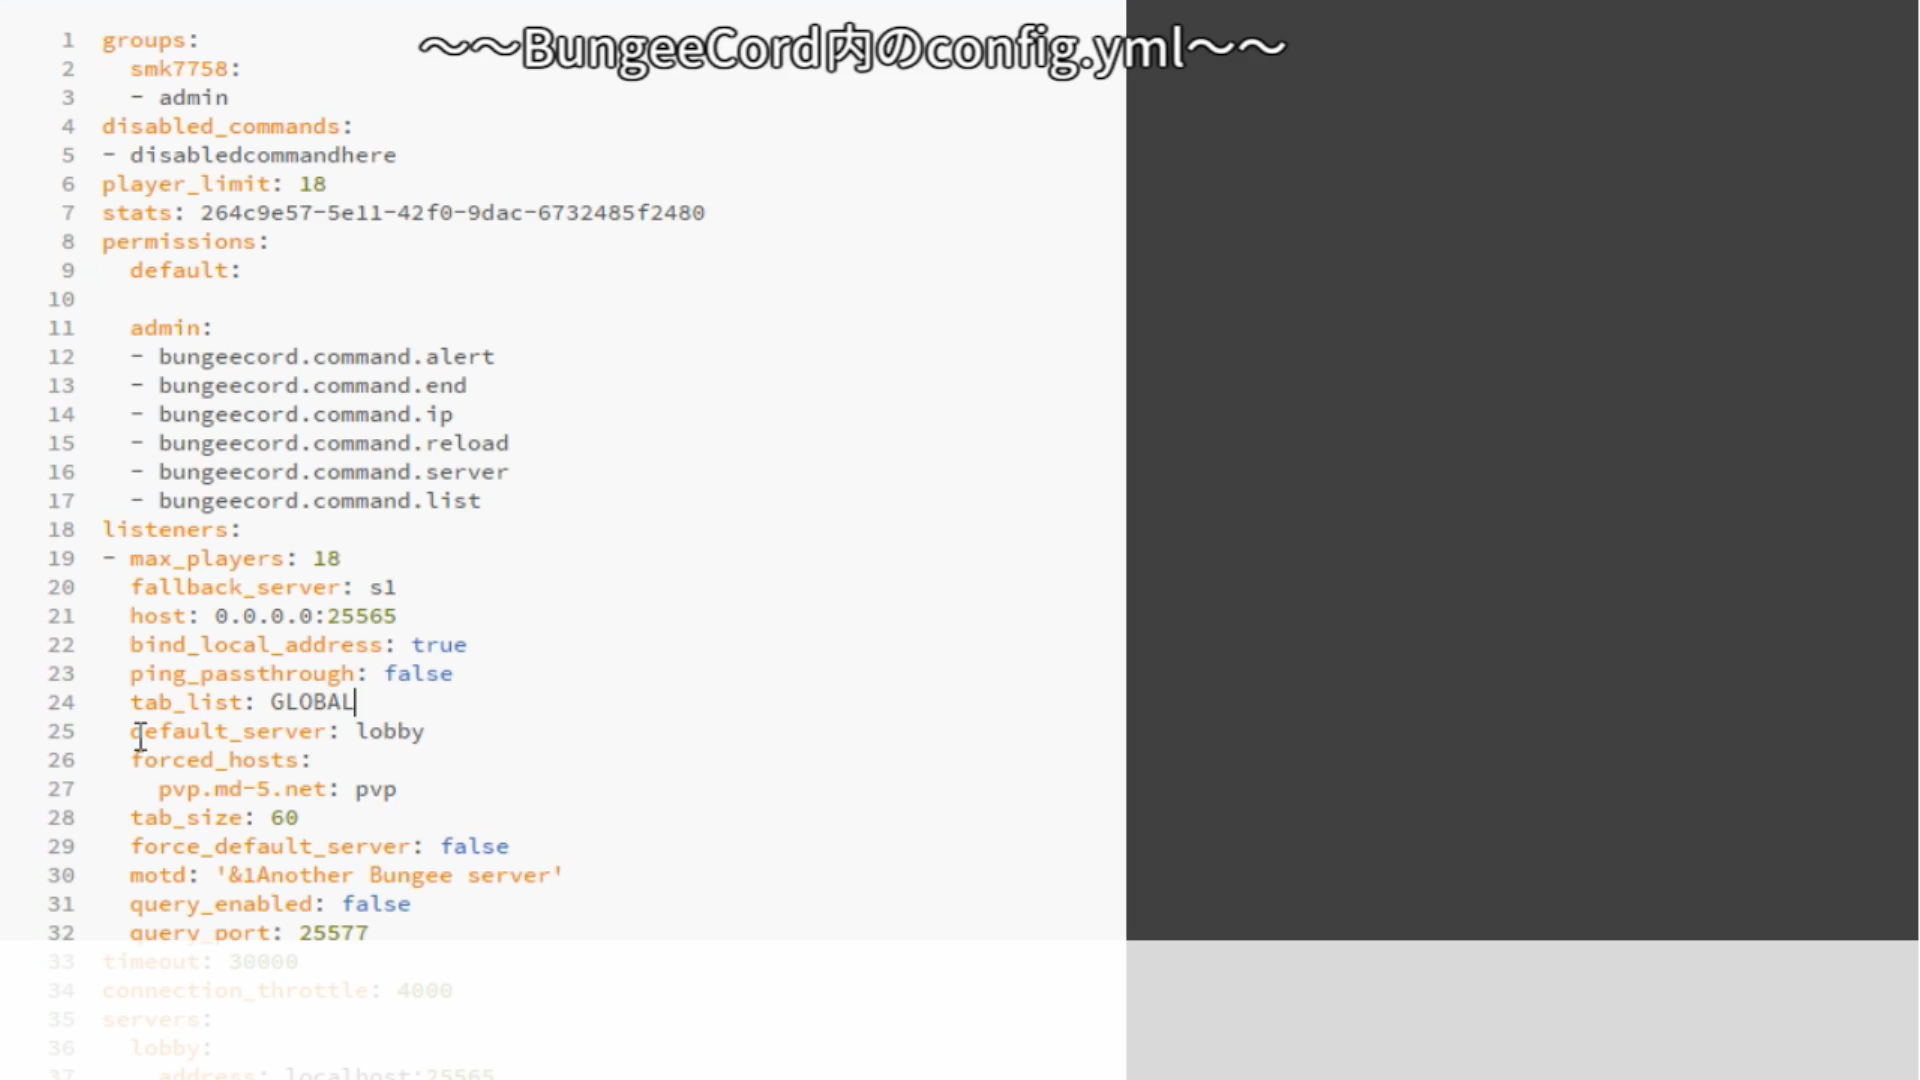 ~~BungeeCord内のconfig.yml~~
1 groups:
2   smk7758:
3   - admin
4 disabled_commands:
5 - disabledcommandhere
6 player_limit: 18
7 stats: 264c9e57-5e11-42f0-9dac-6732485f2480
8 permissions:
9   default:
10
11   admin:
12   - bungeecord.command.alert
13   - bungeecord.command.end
14   - bungeecord.command.ip
15   - bungeecord.command.reload
16   - bungeecord.command.server
17   - bungeecord.command.list
18 listeners:
19 - max_players: 18
20   fallback_server: s1
21   host: 0.0.0.0:25565
22   bind_local_address: true
23   ping_passthrough: false
24   tab_list: GLOBAL
25   default_server: lobby
26   forced_hosts:
27     pvp.md-5.net: pvp
28   tab_size: 60
29   force_default_server: false
30   motd: '&1Another Bungee server'
31   query_enabled: false
32   query_port: 25577
33 timeout: 30000
34 connection_throttle: 4000
35 servers:
36   lobby:
37     address: localhost:25565